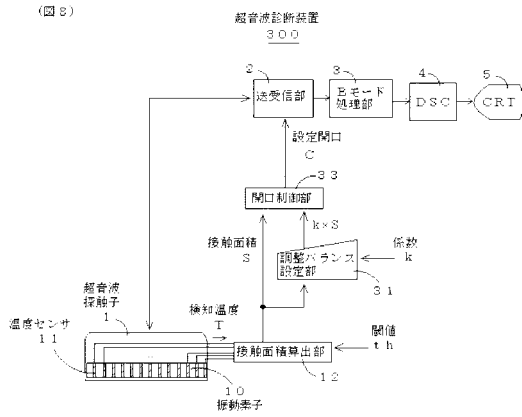 (図8)
超音波診断装置
300
2
3
4
5
送受信部
Bモード
処理部
DSC
CRT
設定開口
C
33
開口制御部
接触面積
S
k×S
調整バランス
設定部
係数
k
31
超音波
探触子
1
温度センサ
11
検知温度
T
接触面積算出部
12
閾値
th
10
振動素子